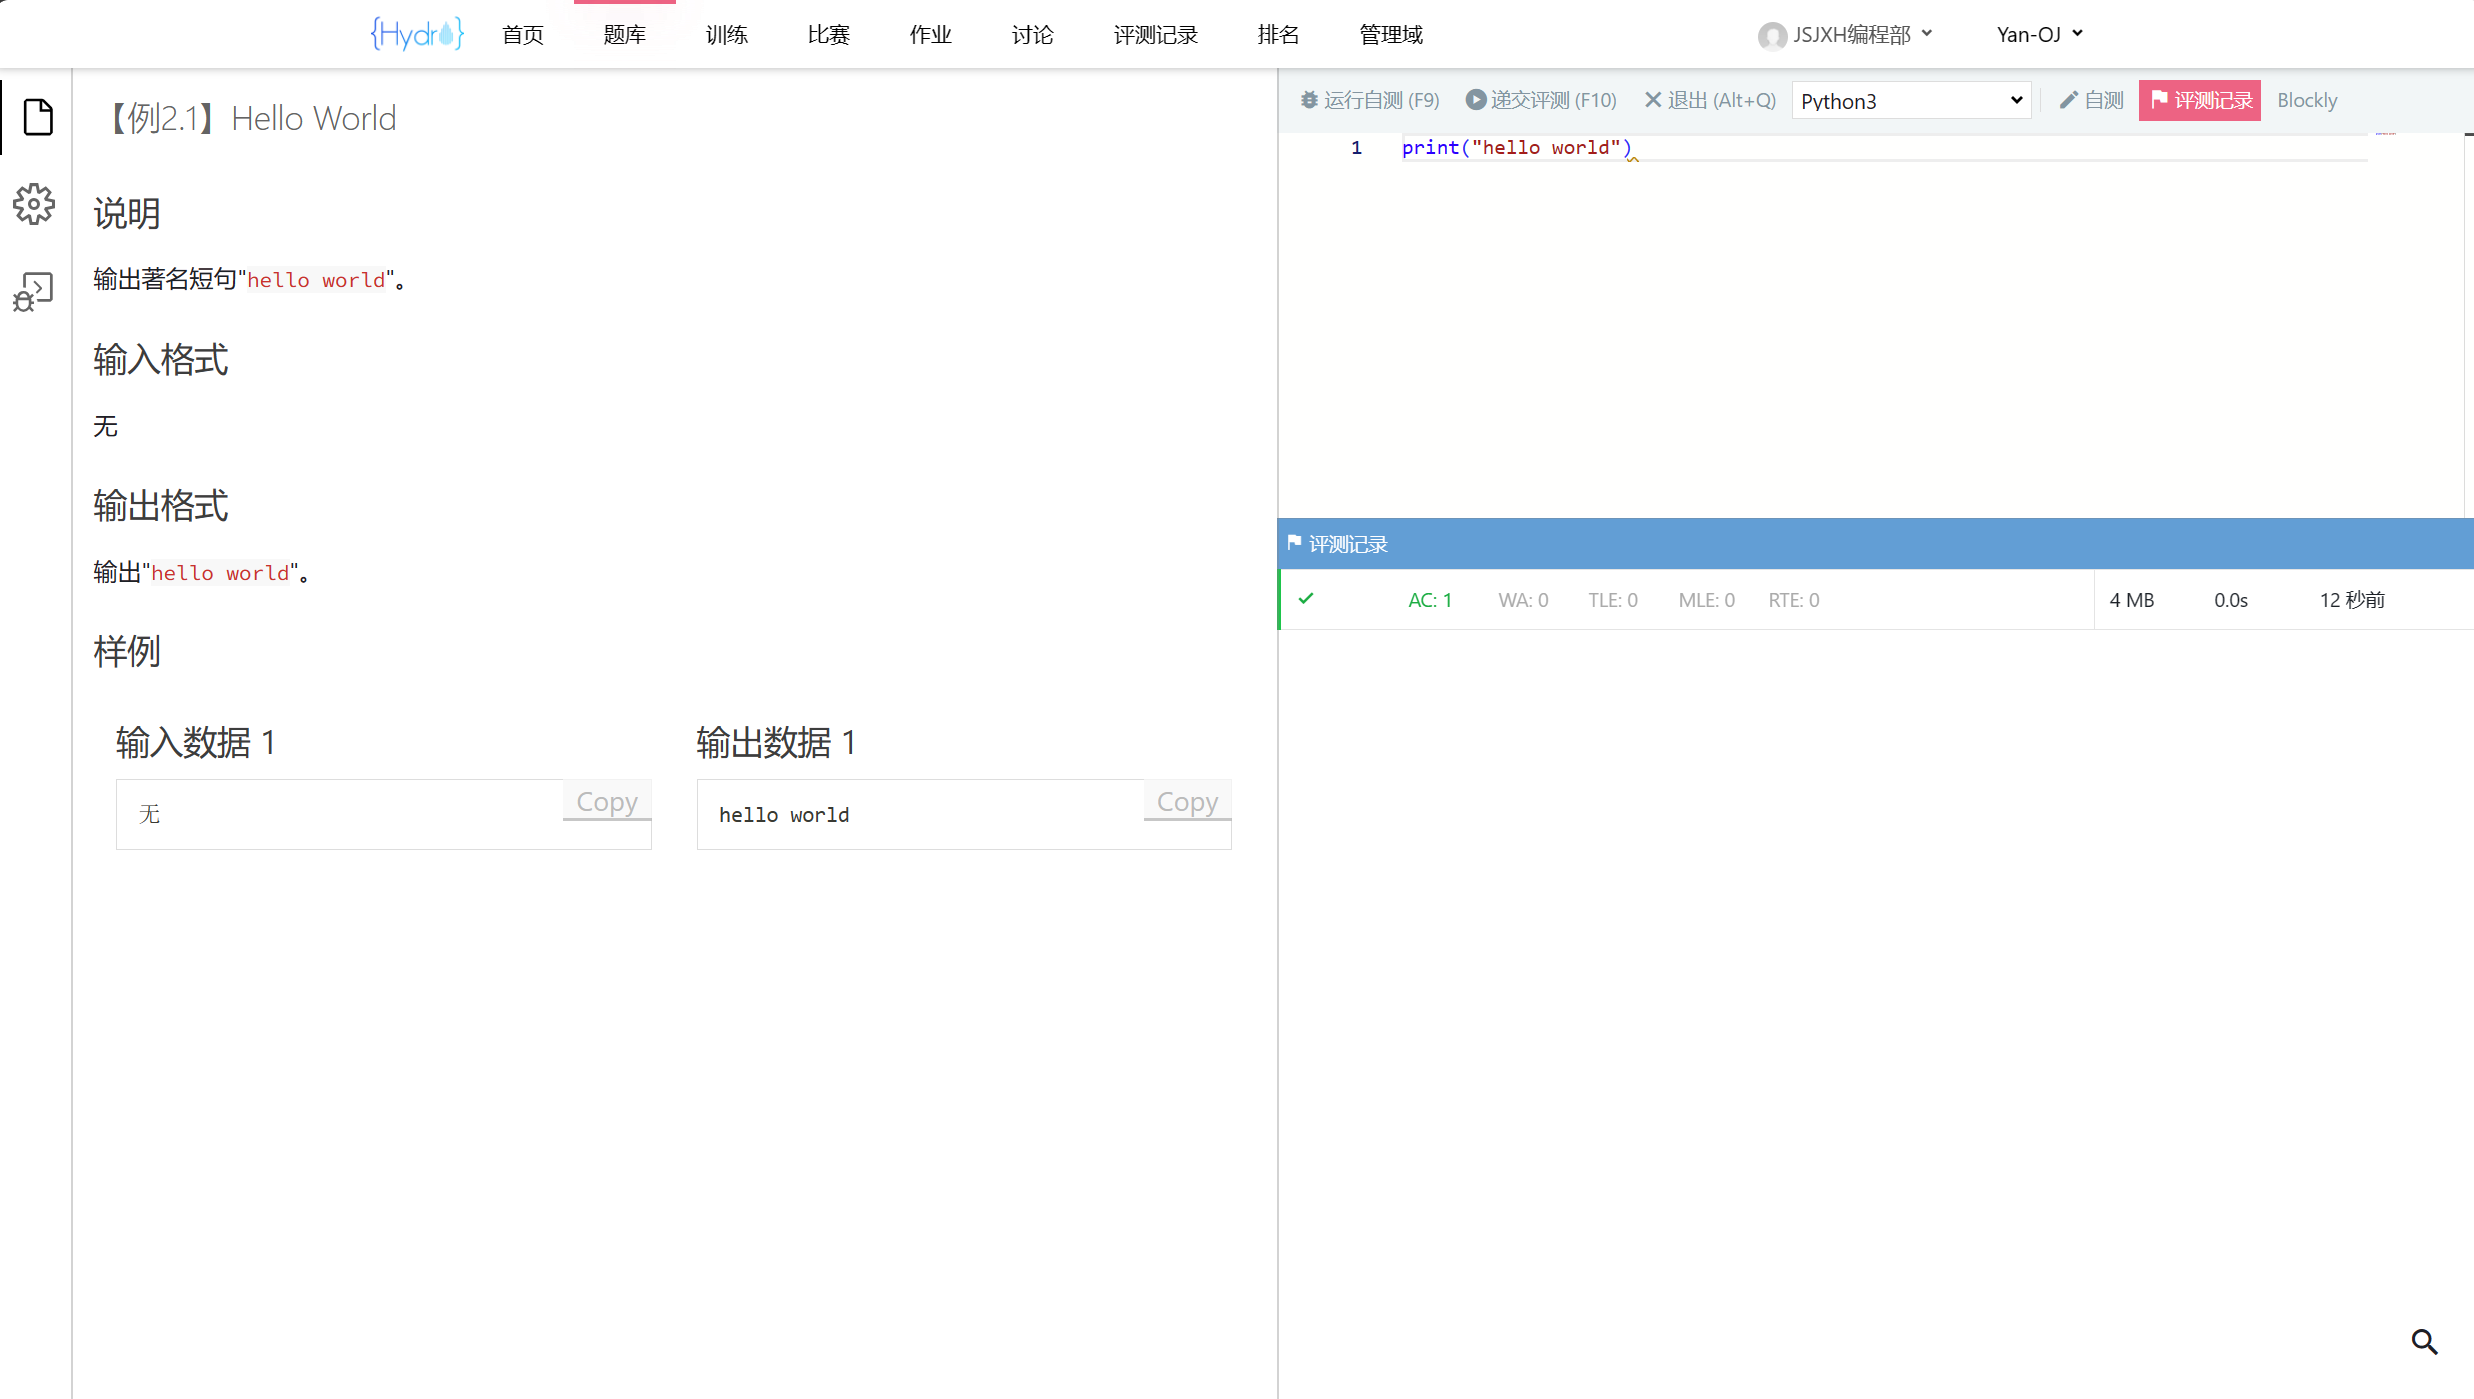 {Hydro} 首页 题库 训练 比赛 作业 讨论 评测记录 排名 管理域 JSJXH编程部 Yan-OJ
【例2.1】Hello World
说明
输出著名短句"hello world"。
输入格式
无
输出格式
输出"hello world"。
样例
输入数据 1
Copy
无
输出数据 1
Copy
hello world
运行自测 (F9) 递交评测 (F10) 退出 (Alt+Q) Python3 自测 评测记录 Blockly
1 print("hello world")
评测记录
AC: 1 WA: 0 TLE: 0 MLE: 0 RTE: 0 4 MB 0.0s 12 秒前